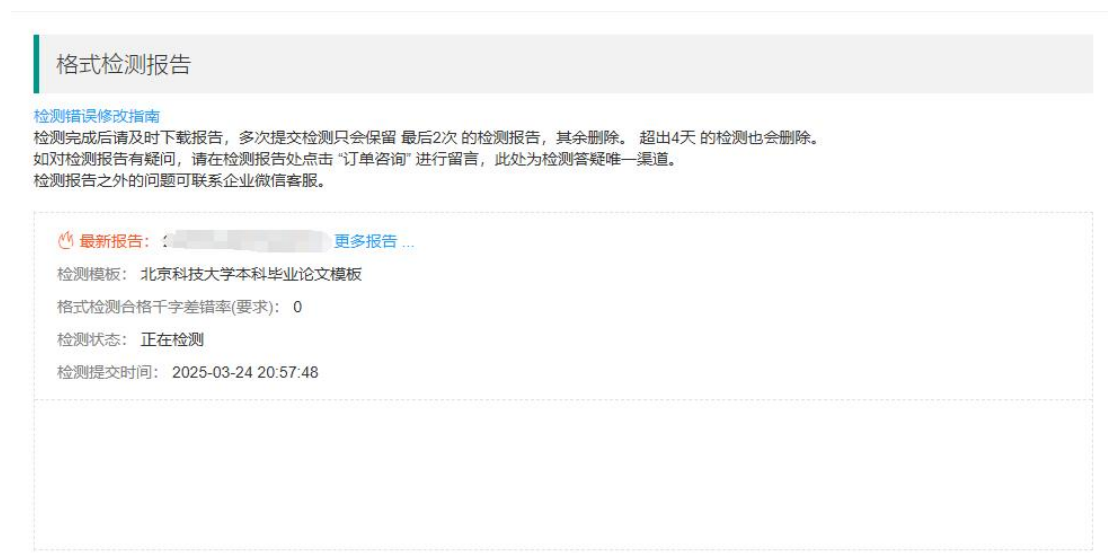 格式检测报告
检测错误修改指南
检测完成后请及时下载报告，多次提交检测只会保留 最后2次 的检测报告，其余删除。 超出4天 的检测也会删除。
如对检测报告有疑问，请在检测报告处点击 “订单咨询” 进行留言，此处为检测答疑唯一渠道。
检测报告之外的问题可联系企业微信客服。
最新报告： 更多报告 ...
检测模板： 北京科技大学本科毕业论文模板
格式检测合格千字差错率(要求)： 0
检测状态： 正在检测
检测提交时间： 2025-03-24 20:57:48